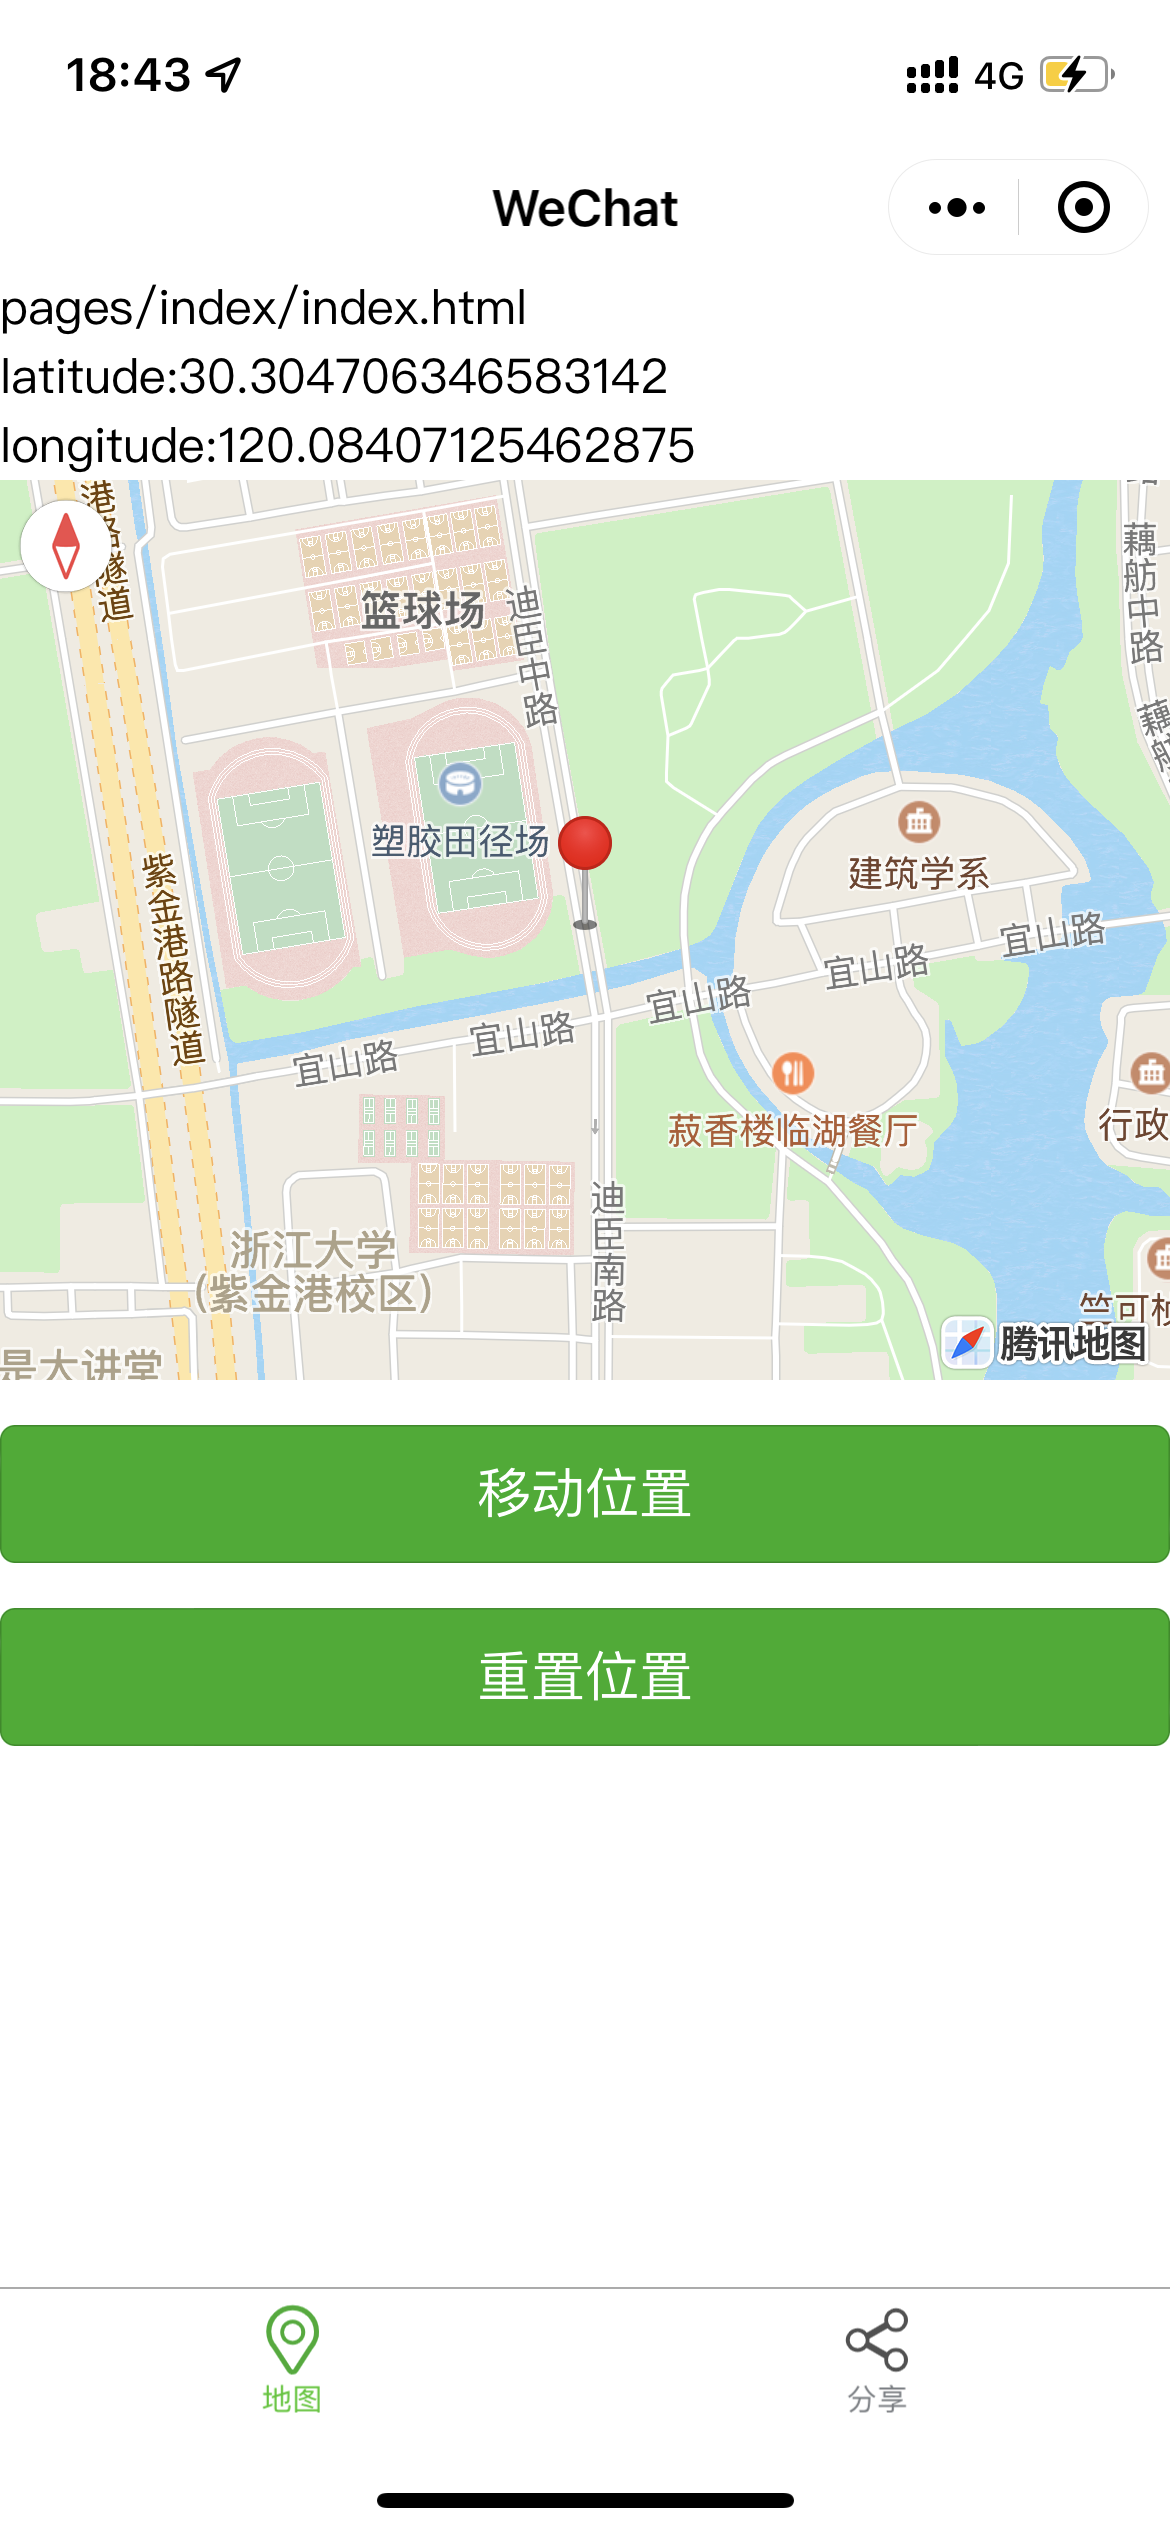 18:43
4G
WeChat
pages/index/index.html
latitude:30.304706346583142
longitude:120.08407125462875
港路隧道
藕舫中路
篮球场
迪臣中路
藕舫
塑胶田径场
建筑学系
紫金港路隧道
宜山路
宜山路
宜山路
宜山路
宜山路
菽香楼临湖餐厅
行政
迪臣南路
浙江大学
(紫金港校区)
竺可桢
腾讯地图
是大讲堂
移动位置
重置位置
地图
分享